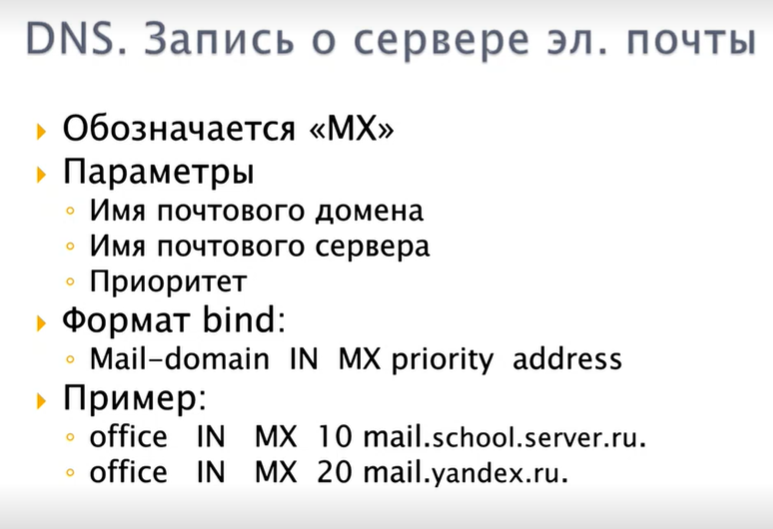 DNS. Запись о сервере эл. почты
Обозначается «MX»
Параметры
Имя почтового домена
Имя почтового сервера
Приоритет
Формат bind:
Mail-domain IN MX priority address
Пример:
office IN MX 10 mail.school.server.ru.
office IN MX 20 mail.yandex.ru.